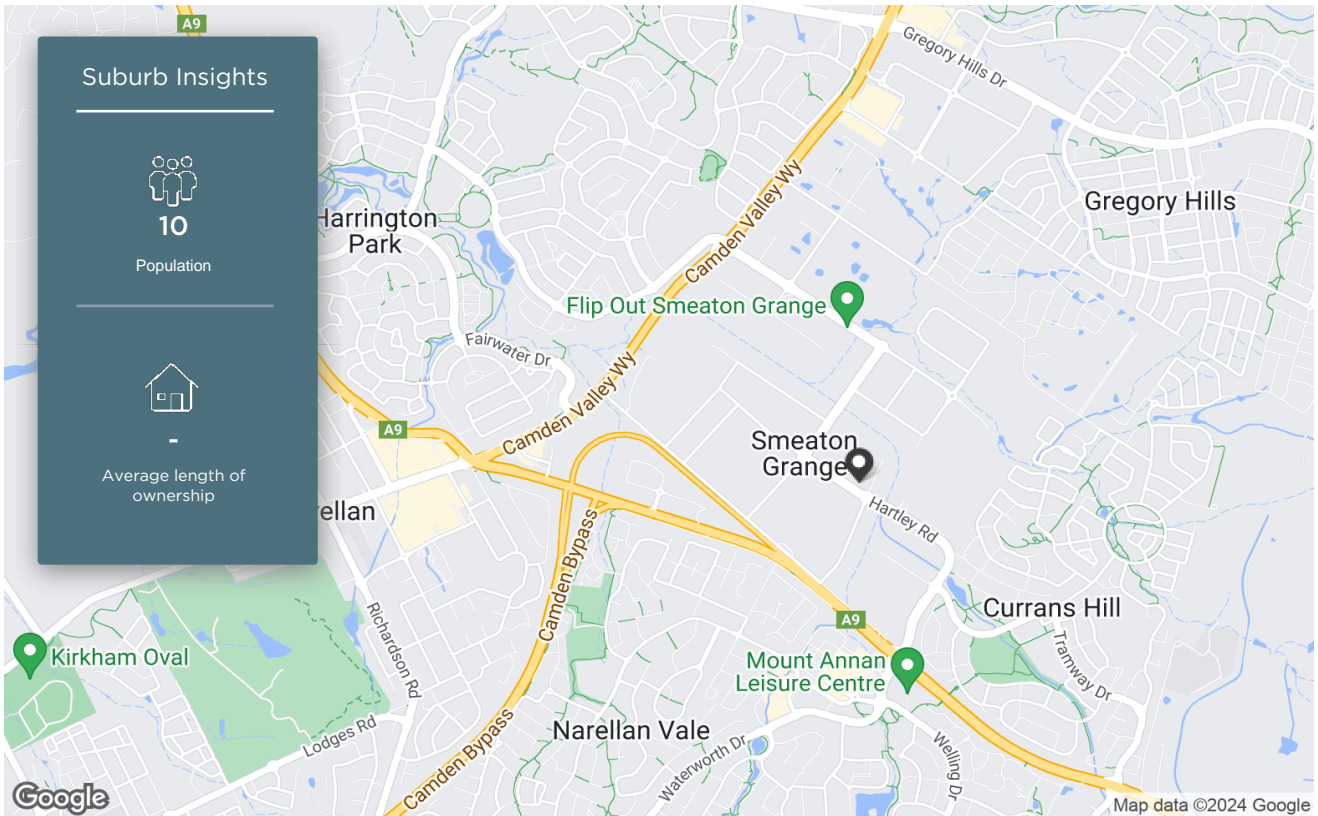 A9
Suburb Insights
10
Population
-
Average length of
ownership
Gregory Hills Dr
Gregory Hills
Harrington
Park
Camden Valley Wy
Flip Out Smeaton Grange
Fairwater Dr
Camden Valley Wy
A9
Smeaton
Grange
Hartley Rd
rellan
Camden Bypass
Currans Hill
A9
Richardson Rd
Tramway Dr
Kirkham Oval
Mount Annan
Leisure Centre
Narellan Vale
Lodges Rd
Camden Bypass
Waterworth Dr
Welling Dr
Google
Map data ©2024 Google